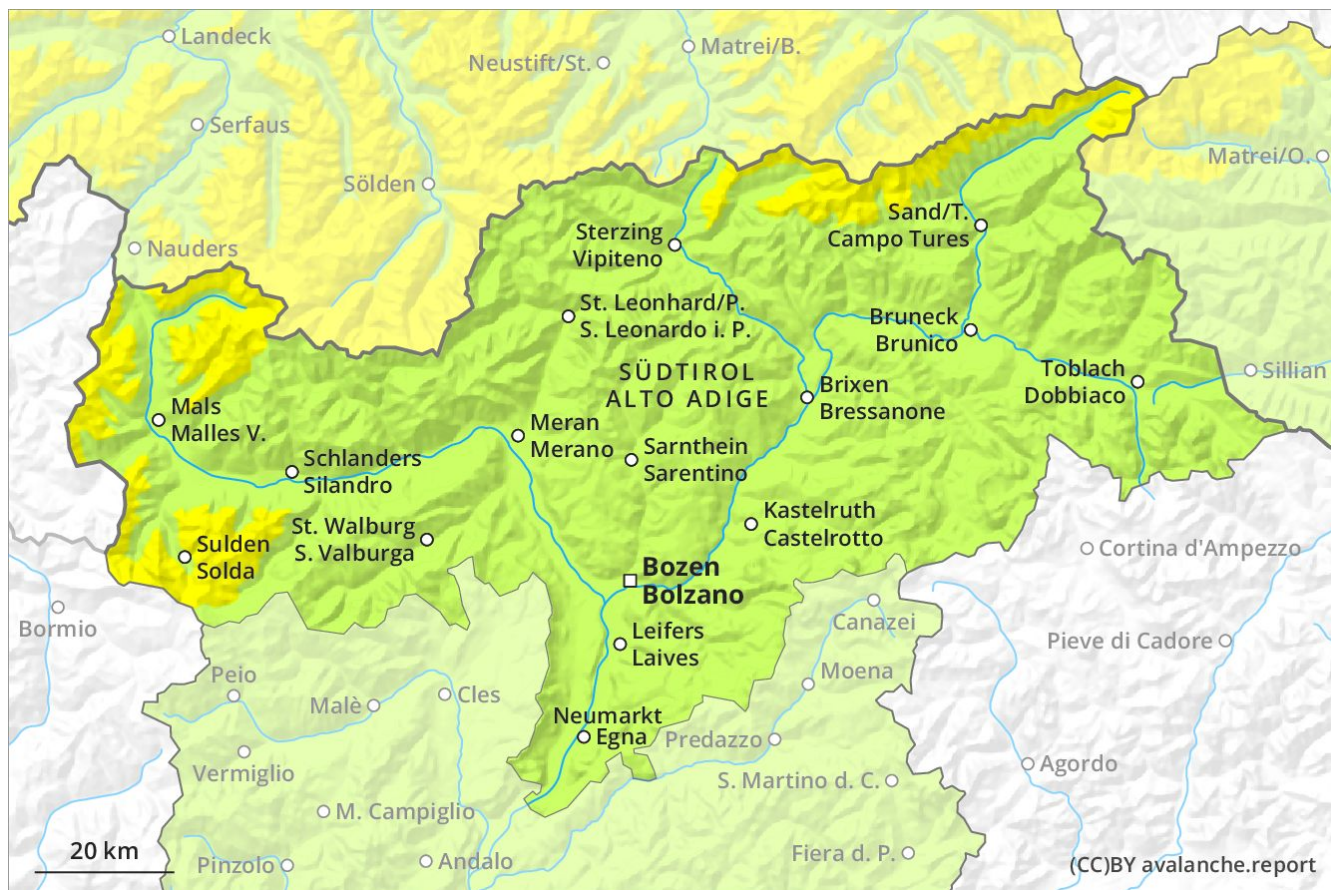 Landeck
Matrei/B.
Neustift/St.
Serfaus
Matrei/O.
Sölden
Sand/T.
Campo Tures
Sterzing
Vipiteno
Nauders
St. Leonhard/P.
S. Leonardo i. P.
Bruneck
Brunico
SÜDTIROL
ALTO ADIGE
Toblach
Dobbiaco
Sillian
Brixen
Bressanone
Mals
Malles V.
Meran
Merano
Sarnthein
Sarentino
Schlanders
Silandro
Kastelruth
Castelrotto
St. Walburg
S. Valburga
Sulden
Solda
Cortina d'Ampezzo
Bozen
Bolzano
Bormio
Canazei
Leifers
Laives
Pieve di Cadore
Peio
Moena
Malè
Cles
Neumarkt
Egna
Predazzo
Vermiglio
Agordo
S. Martino d. C.
M. Campiglio
20 km
Pinzolo
Andalo
Fiera d. P.
(CC)BY avalanche.report